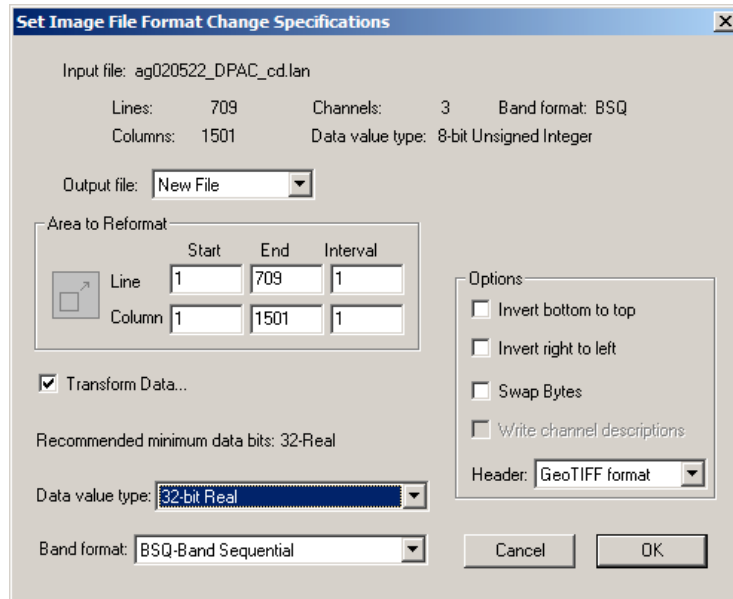 Set Image File Format Change Specifications
Input file: ag020522_DPAC_cd.lan
Lines: 709 Channels: 3 Band format: BSQ
Columns: 1501 Data value type: 8-bit Unsigned Integer
Output file: New File
Area to Reformat
Start End Interval
Line 1 709 1
Column 1 1501 1
Transform Data...
Recommended minimum data bits: 32-Real
Data value type: 32-bit Real
Band format: BSQ-Band Sequential
Options
Invert bottom to top
Invert right to left
Swap Bytes
Write channel descriptions
Header: GeoTIFF format
Cancel OK